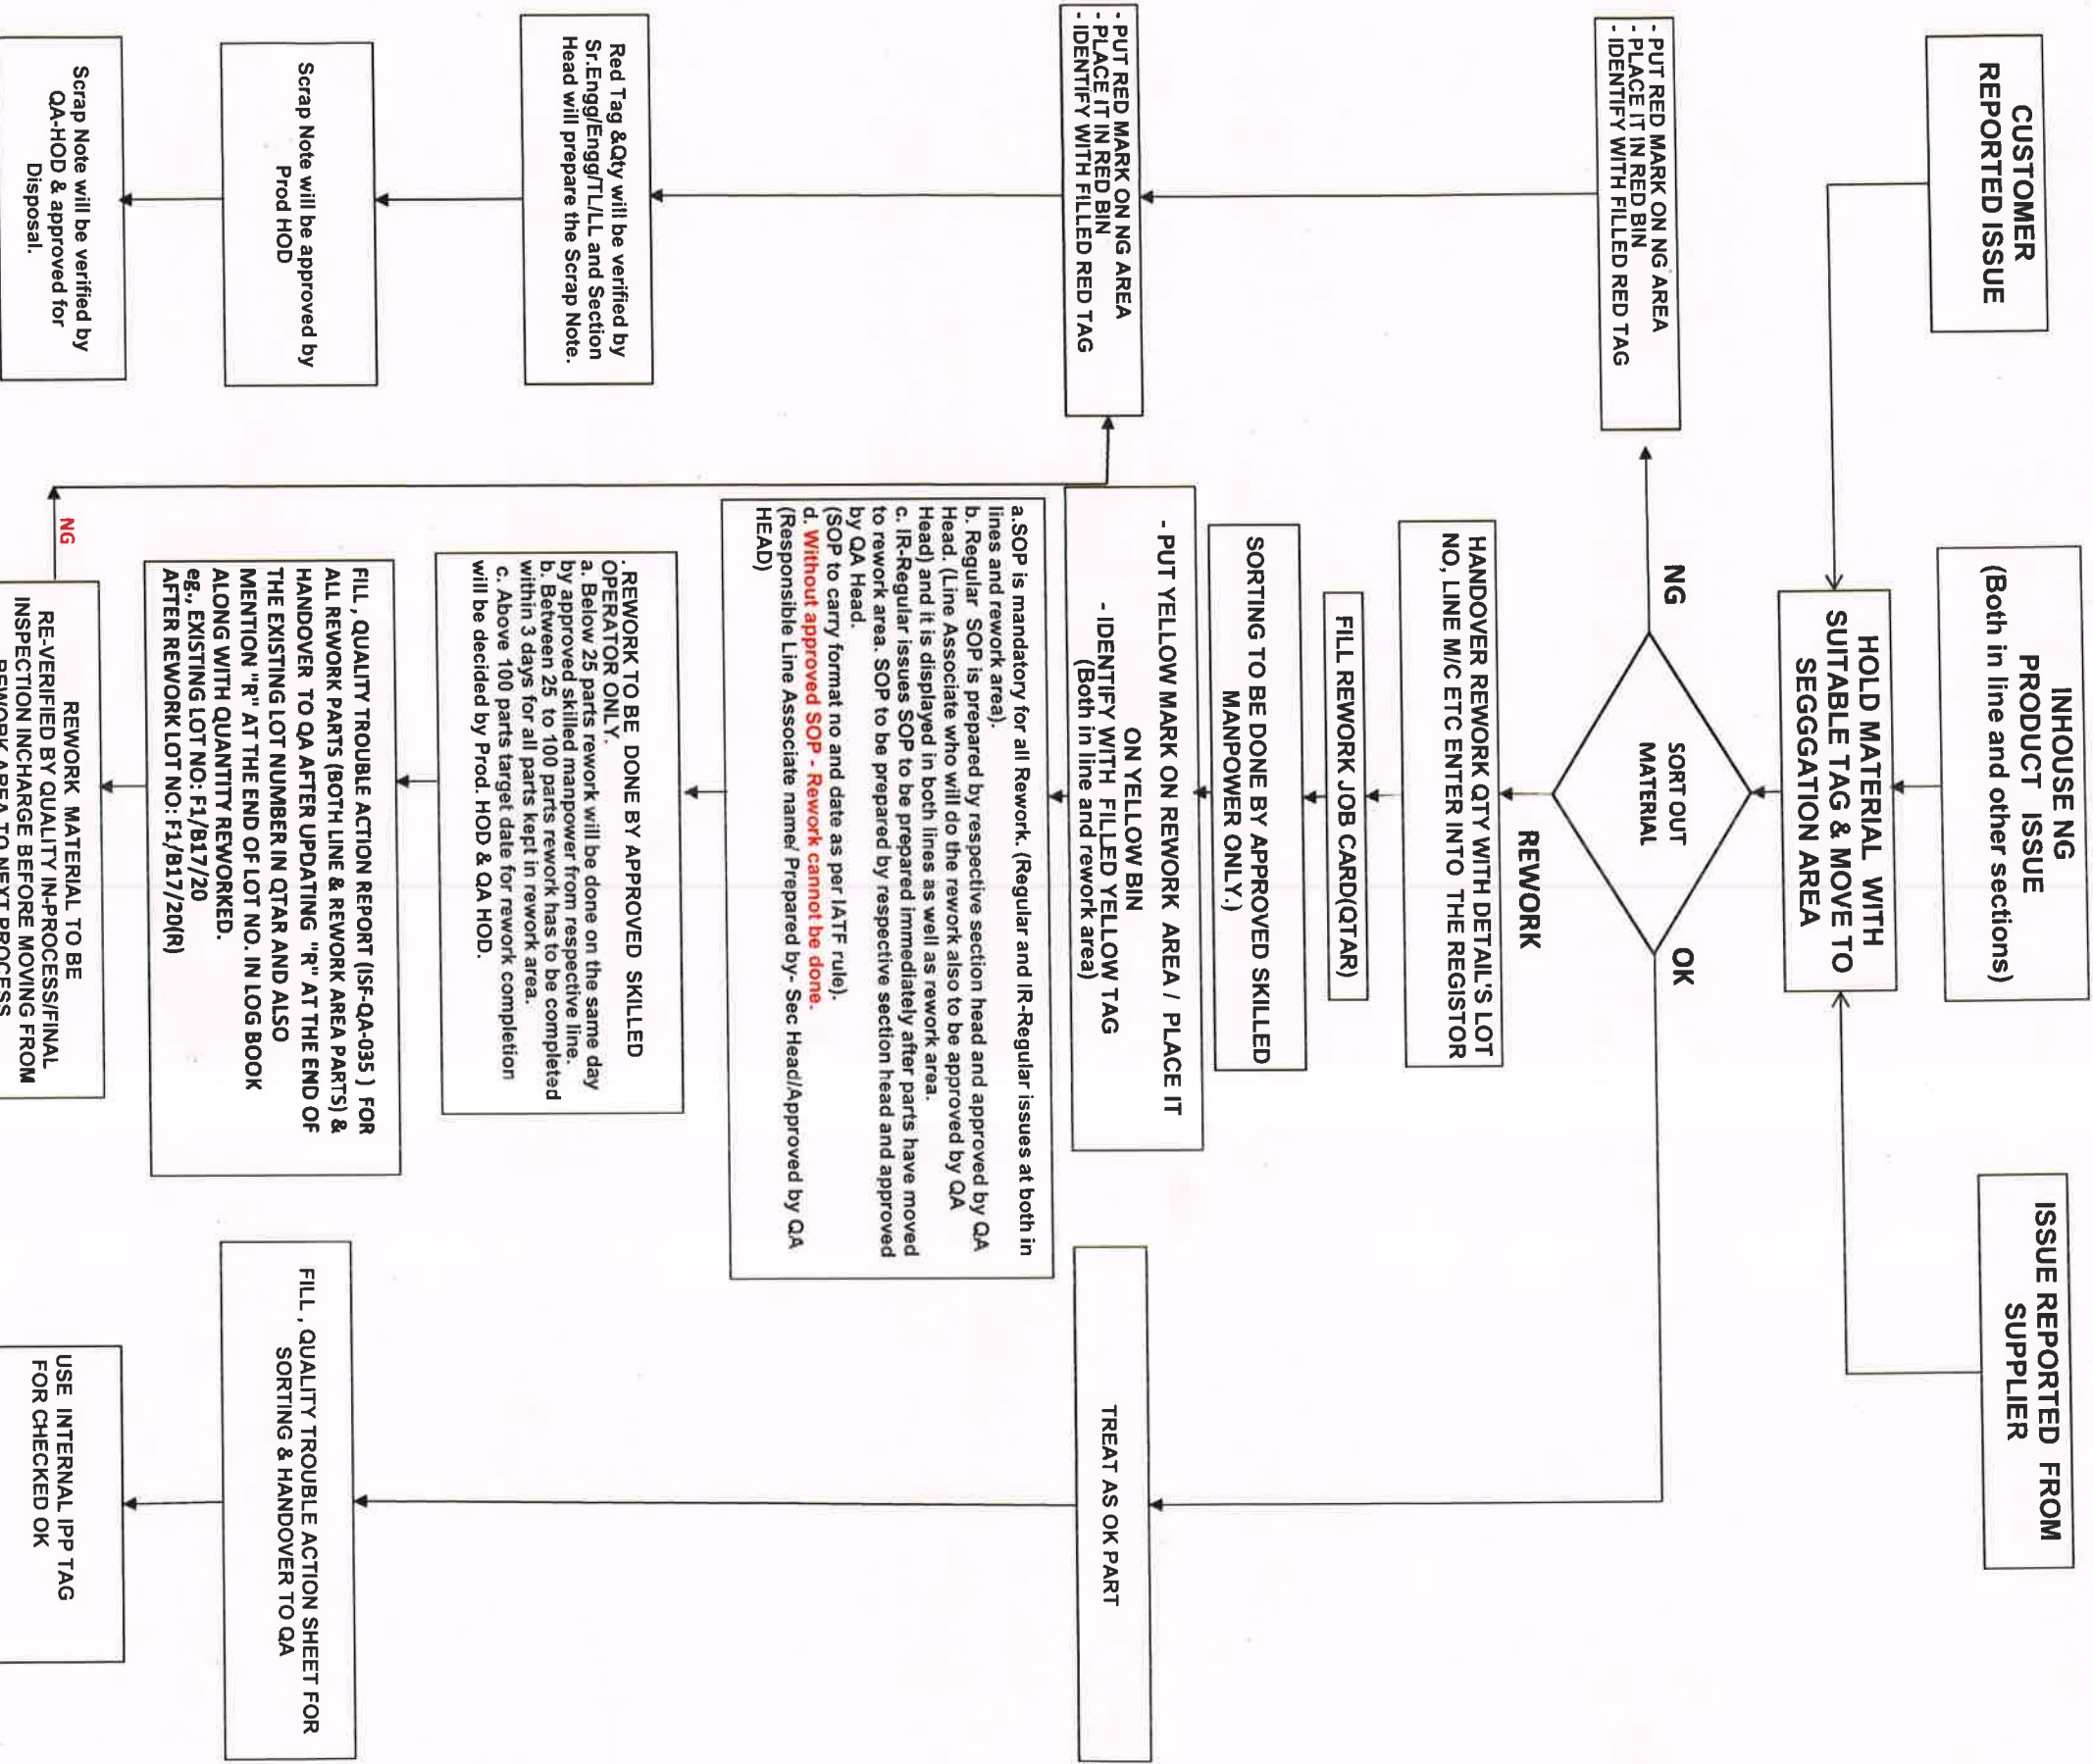 CUSTOMER
REPORTED ISSUE
INHOUSE NG
PRODUCT ISSUE
(Both in line and other sections)
ISSUE REPORTED FROM
SUPPLIER
HOLD MATERIAL WITH
SUITABLE TAG & MOVE TO
SEGGGATION AREA
- PUT RED MARK ON NG AREA
- PLACE IT IN RED BIN
- IDENTIFY WITH FILLED RED TAG
NG
SORT OUT
MATERIAL
OK
REWORK
HANDOVER REWORK QTY WITH DETAIL'S LOT
NO, LINE M/C ETC ENTER INTO THE REGISTOR
FILL REWORK JOB CARD(QTAR)
SORTING TO BE DONE BY APPROVED SKILLED
MANPOWER ONLY.)
- PUT RED MARK ON NG AREA
- PLACE IT IN RED BIN
- IDENTIFY WITH FILLED RED TAG
- PUT YELLOW MARK ON REWORK AREA / PLACE IT
ON YELLOW BIN
- IDENTIFY WITH FILLED YELLOW TAG
(Both in line and rework area)
TREAT AS OK PART
a.SOP is mandatory for all Rework. (Regular and IR-Regular issues at both in
lines and rework area).
b. Regular SOP is prepared by respective section head and approved by QA
Head. (Line Associate who will do the rework also to be approved by QA
Head) and it is displayed in both lines as well as rework area.
c. IR-Regular issues SOP to be prepared immediately after parts have moved
to rework area. SOP to be prepared by respective section head and approved
by QA Head.
(SOP to carry format no and date as per IATF rule).
d. Without approved SOP - Rework cannot be done.
(Responsible Line Associate name/ Prepared by- Sec Head/Approved by QA
HEAD)
Red Tag &Qty will be verified by
Sr.Engg/Engg/TL/LL and Section
Head will prepare the Scrap Note.
. REWORK TO BE DONE BY APPROVED SKILLED
OPERATOR ONLY.
a. Below 25 parts rework will be done on the same day
by approved skilled manpower from respective line.
b. Between 25 to 100 parts rework has to be completed
within 3 days for all parts kept in rework area.
c. Above 100 parts target date for rework completion
will be decided by Prod. HOD & QA HOD.
Scrap Note will be approved by
Prod HOD
FILL , QUALITY TROUBLE ACTION REPORT (ISF-QA-035 ) FOR
ALL REWORK PARTS (BOTH LINE & REWORK AREA PARTS) &
HANDOVER TO QA AFTER UPDATING "R" AT THE END OF
THE EXISTING LOT NUMBER IN QTAR AND ALSO
MENTION "R" AT THE END OF LOT NO. IN LOG BOOK
ALONG WITH QUANTITY REWORKED.
eg., EXISTING LOT NO: F1/B17/20
AFTER REWORK LOT NO: F1/B17/20(R)
FILL , QUALITY TROUBLE ACTION SHEET FOR
SORTING & HANDOVER TO QA
Scrap Note will be verified by
QA-HOD & approved for
Disposal.
NG
REWORK MATERIAL TO BE
RE-VERIFIED BY QUALITY IN-PROCESS/FINAL
INSPECTION INCHARGE BEFORE MOVING FROM
REWORK AREA TO NEXT PROCESS
USE INTERNAL IPP TAG
FOR CHECKED OK